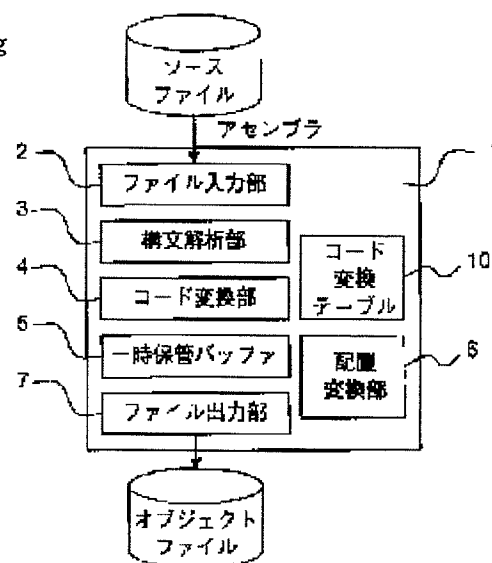 g
ソース
ファイル
アセンブラ
2
ファイル入力部
3
構文解析部
4
コード変換部
コード
変換
テーブル
10
5
一時保管バッファ
配置
変換部
6
7
ファイル出力部
オブジェクト
ファイル